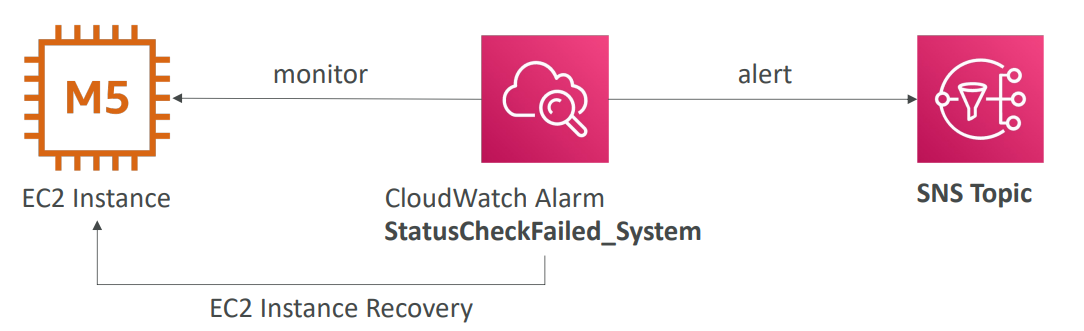 M5
monitor
alert
EC2 Instance
CloudWatch Alarm
StatusCheckFailed_System
SNS Topic
EC2 Instance Recovery